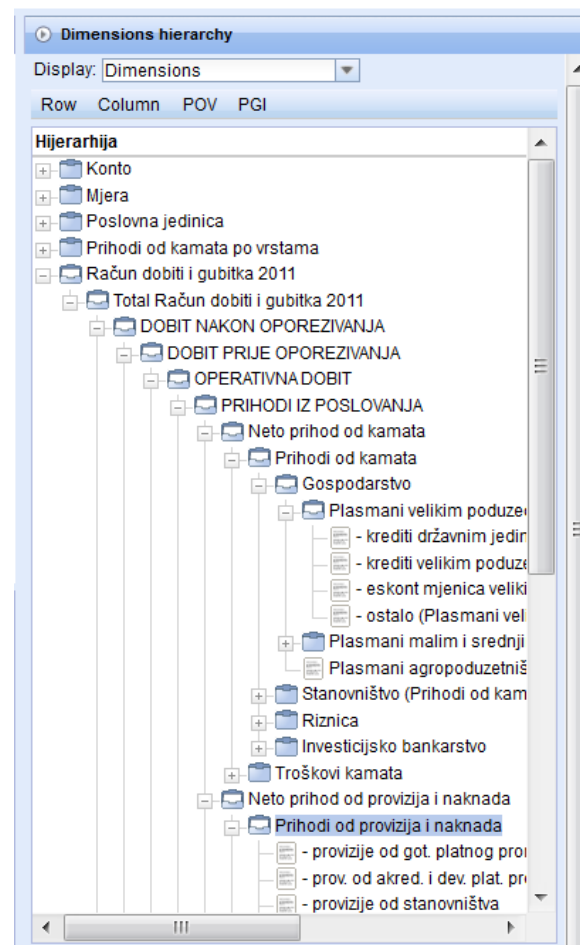 Dimensions hierarchy
Display: Dimensions
Row Column POV PGI
Hijerarhija
Konto
Mjera
Poslovna jedinica
Prihodi od kamata po vrstama
Račun dobiti i gubitka 2011
Total Račun dobiti i gubitka 2011
DOBIT NAKON OPOREZIVANJA
DOBIT PRIJE OPOREZIVANJA
OPERATIVNA DOBIT
PRIHODI IZ POSLOVANJA
Neto prihod od kamata
Prihodi od kamata
Gospodarstvo
Plasmani velikim poduze
- krediti državnim jedin
- krediti velikim poduze
- eskont mjenica veliki
- ostalo (Plasmani vel
Plasmani malim i srednji
Plasmani agropoduzetniš
Stanovništvo (Prihodi od kam
Riznica
Investicijsko bankarstvo
Troškovi kamata
Neto prihod od provizija i naknada
Prihodi od provizija i naknada
- provizije od got. platnog pro
- prov. od akred. i dev. plat. pr
- provizije od stanovništva